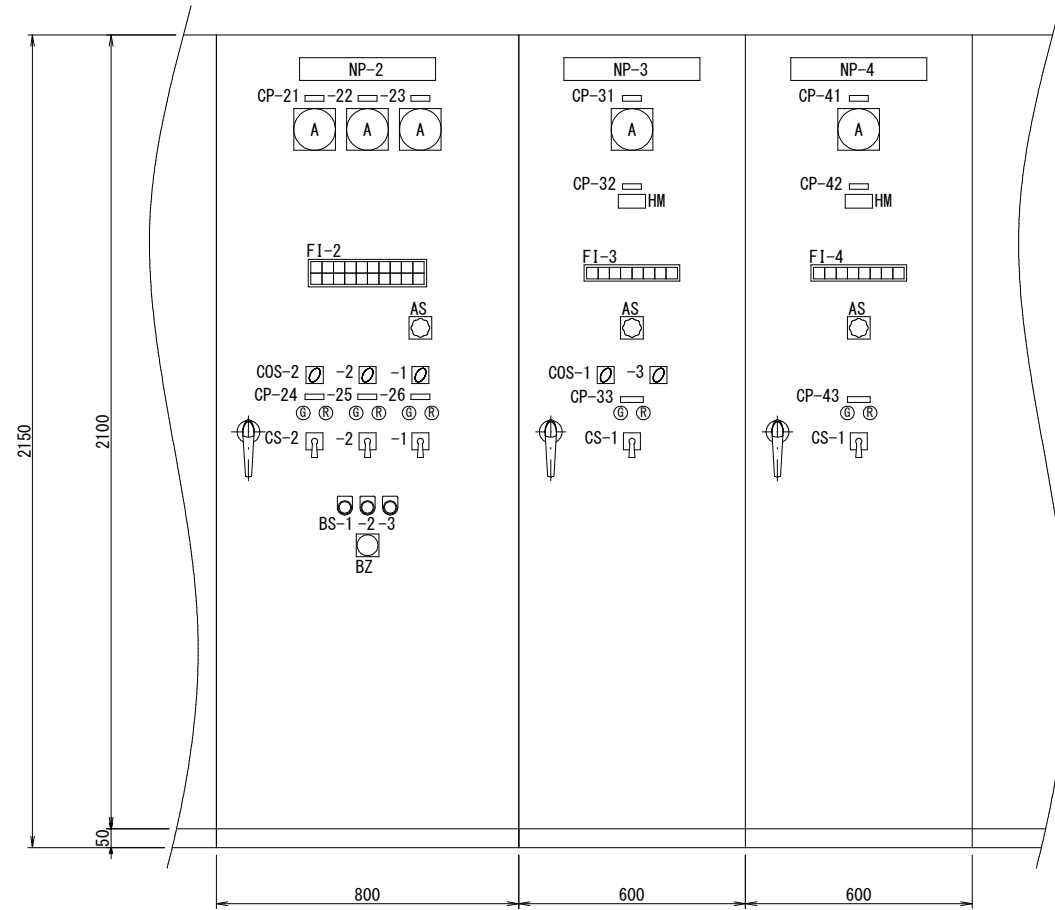 NP-2 NP-3 NP-4
CP-21 -22 -23 CP-31 CP-41
A A A A A
CP-32 CP-42
HM HM
FI-2 FI-3 FI-4
AS AS AS
COS-2 -2 -1 COS-1 -3
CP-24 -25 -26 CP-33 CP-43
G R G R G R G R G R
CS-2 -2 -1 CS-1 CS-1
BS-1 -2 -3
BZ
2150
2100
50
800 600 600